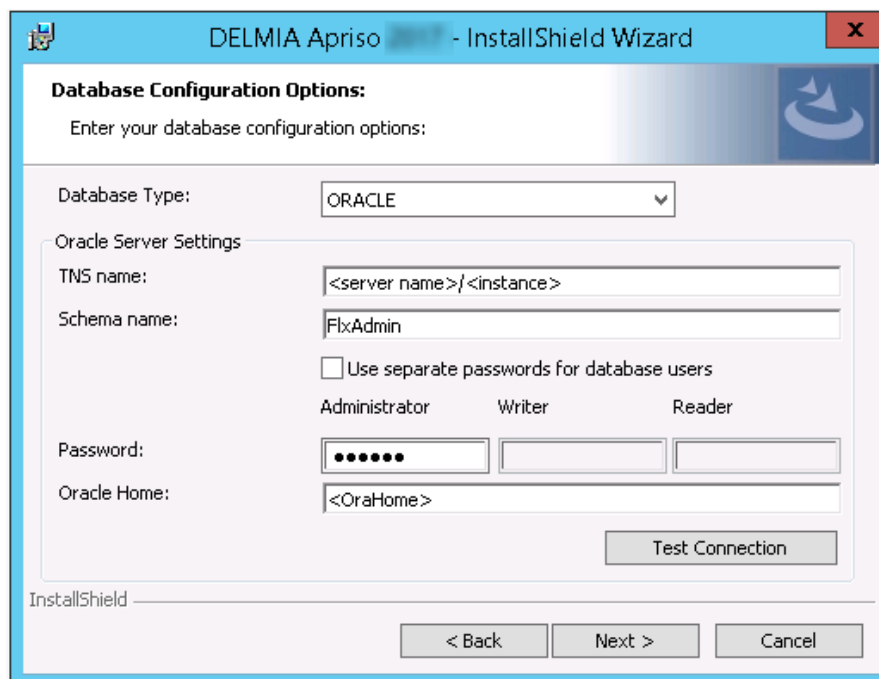 DELMIA Apriso - InstallShield Wizard
x
Database Configuration Options:
Enter your database configuration options:
Database Type:
ORACLE
Oracle Server Settings
TNS name:
<server name>/<instance>
Schema name:
FlxAdmin
Use separate passwords for database users
Administrator Writer Reader
Password:
••••••
Oracle Home:
<OraHome>
Test Connection
InstallShield
< Back Next > Cancel